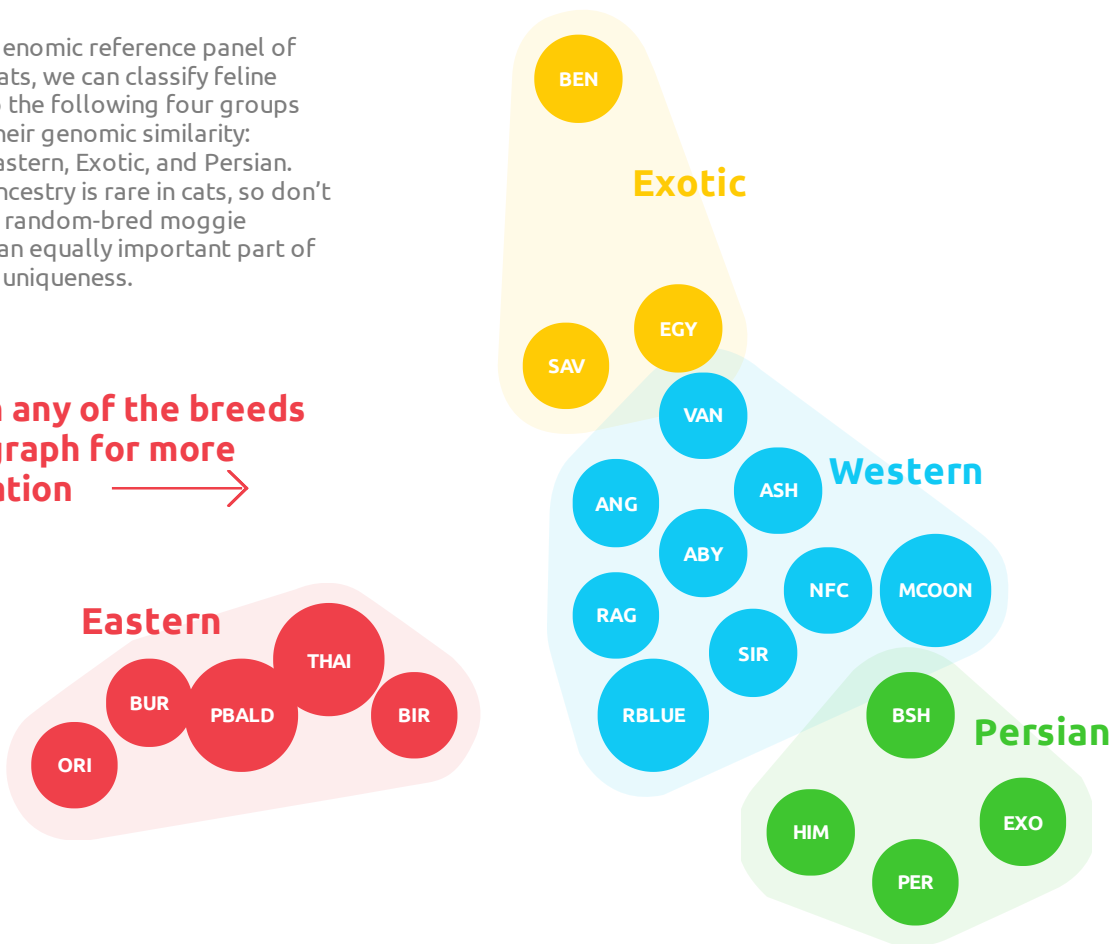 enomic reference panel of
ats, we can classify feline
the following four groups
heir genomic similarity:
astern, Exotic, and Persian.
ncestry is rare in cats, so don't
random-bred moggie
an equally important part of
uniqueness.
any of the breeds
graph for more
ation
BEN
Exotic
EGY
SAV
VAN
Western
ASH
ANG
ABY
NFC
MCOON
RAG
SIR
RBLUE
Eastern
THAI
BUR
PBALD
BIR
ORI
BSH
Persian
HIM
EXO
PER